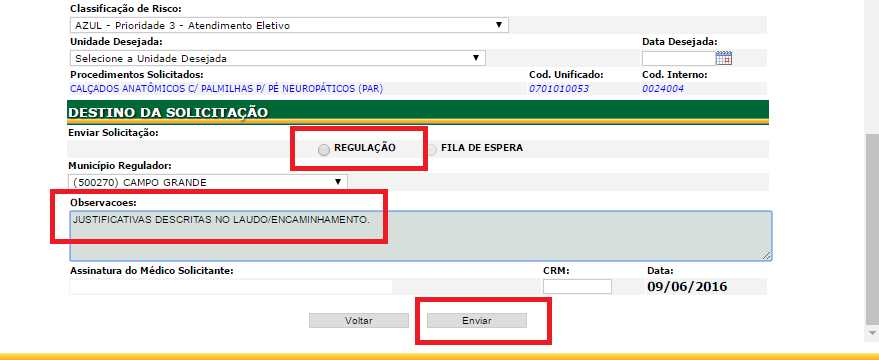 Classificação de Risco:
AZUL - Prioridade 3 - Atendimento Eletivo
Unidade Desejada: Data Desejada:
Selecione a Unidade Desejada
Procedimentos Solicitados: Cod. Unificado: Cod. Interno:
CALÇADOS ANATÔMICOS C/ PALMILHAS P/ PÉ NEUROPÁTICOS (PAR) 0701010053 0024004
DESTINO DA SOLICITAÇÃO
Enviar Solicitação:
REGULAÇÃO FILA DE ESPERA
Município Regulador:
(500270) CAMPO GRANDE
Observacoes:
JUSTIFICATIVAS DESCRITAS NO LAUDO/ENCAMINHAMENTO.
Assinatura do Médico Solicitante: CRM: Data:
09/06/2016
Voltar Enviar